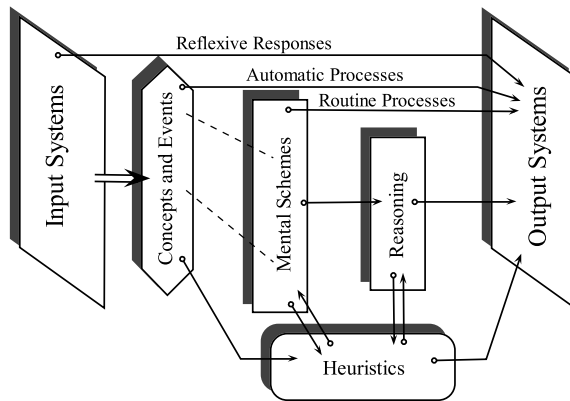 Reflexive Responses
Automatic Processes
Routine Processes
Input Systems
Concepts and Events
Mental Schemes
Reasoning
Output Systems
Heuristics